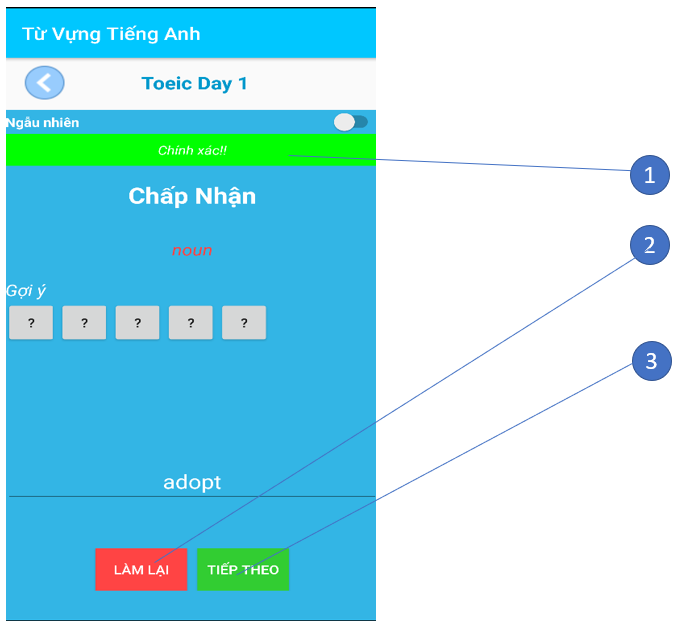 Từ Vựng Tiếng Anh
Toeic Day 1
Ngẫu nhiên
Chính xác!!
1
Chấp Nhận
2
noun
Gợi ý
? ? ? ? ?
3
adopt
LÀM LẠI TIẾP THEO